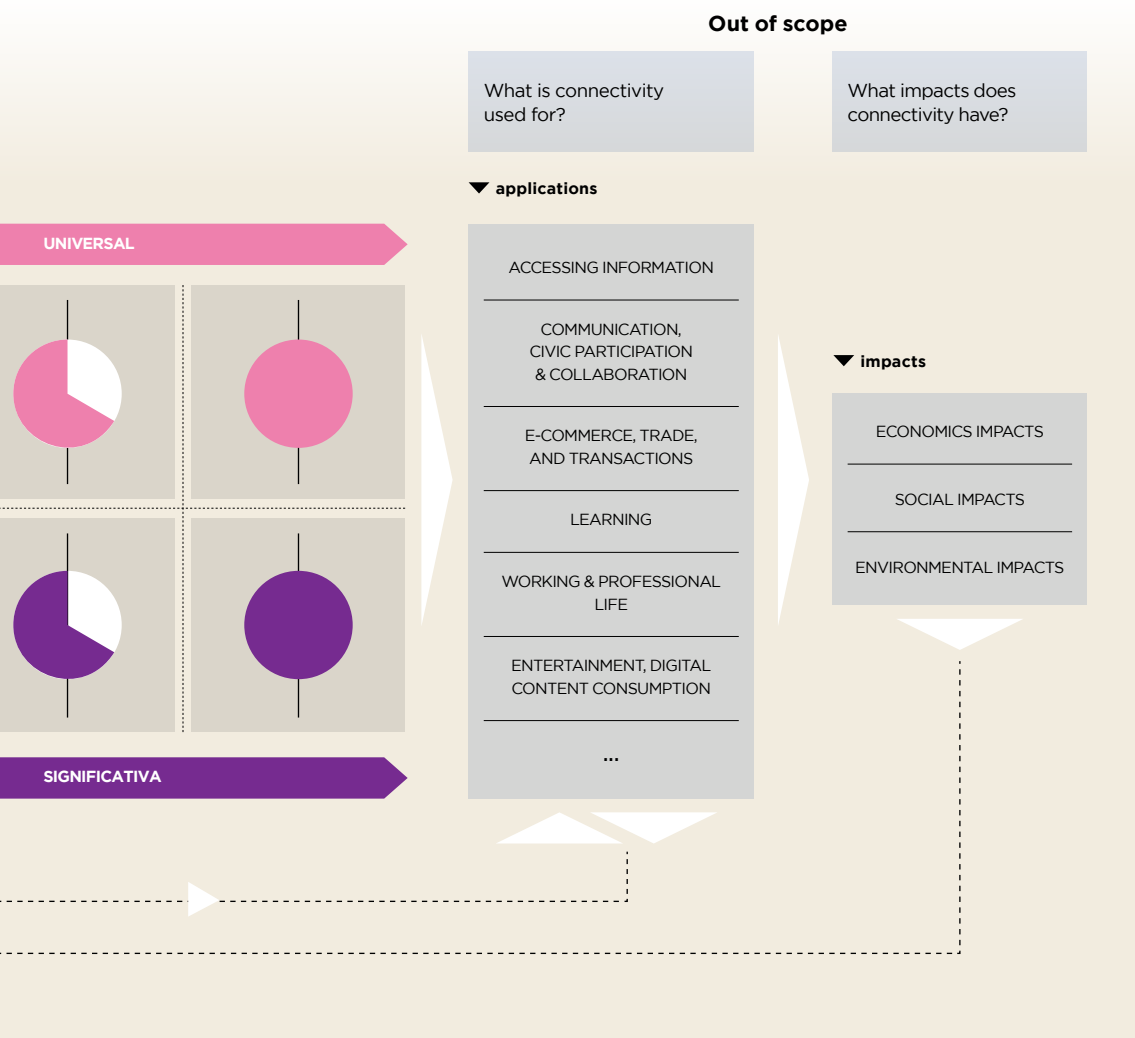 Out of scope
What is connectivity
used for?
What impacts does
connectivity have?
applications
UNIVERSAL
ACCESSING INFORMATION
COMMUNICATION,
CIVIC PARTICIPATION
& COLLABORATION
E-COMMERCE, TRADE,
AND TRANSACTIONS
LEARNING
WORKING & PROFESSIONAL
LIFE
ENTERTAINMENT, DIGITAL
CONTENT CONSUMPTION
...
impacts
ECONOMICS IMPACTS
SOCIAL IMPACTS
ENVIRONMENTAL IMPACTS
SIGNIFICATIVA